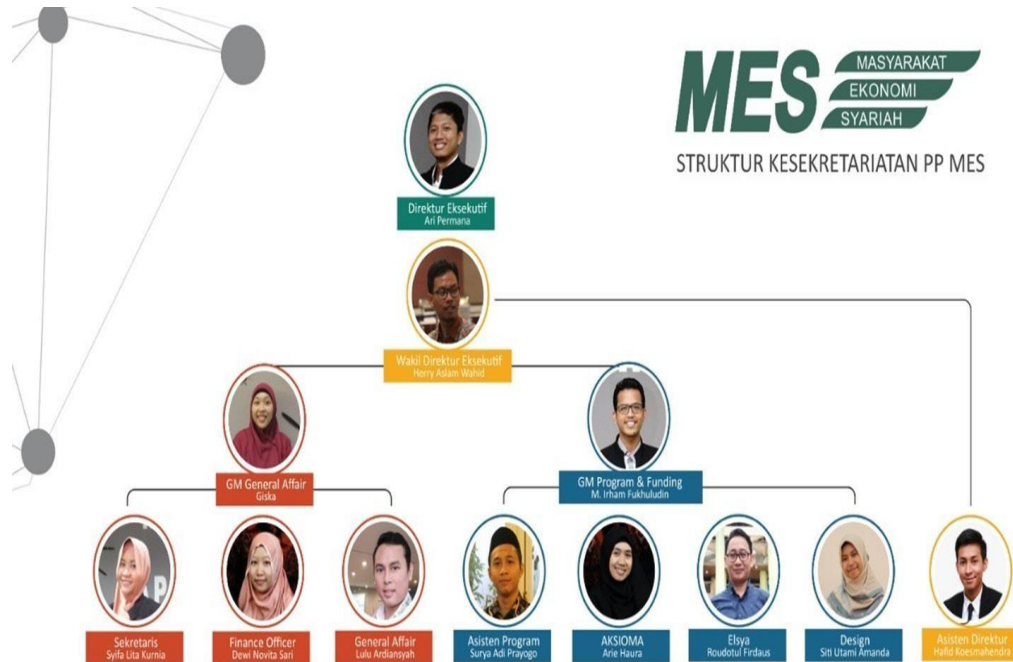 MES
MASYARAKAT
EKONOMI
SYARIAH
STRUKTUR KESEKRETARIATAN PP MES
Direktur Eksekutif
Ari Permana
Wakil Direktur Eksekutif
Herry Aslam Wahid
GM General Affair
Giska
GM Program & Funding
M. Irham Fukhuludin
Sekretaris
Syifa Lita Kurnia
Finance Officer
Dewi Novita Sari
General Affair
Lulu Ardiansyah
Asisten Program
Surya Adi Prayogo
AKSIOMA
Arie Haura
Elsya
Roudotul Firdaus
Design
Siti Utami Amanda
Asisten Direktur
Hafid Koesmahendra